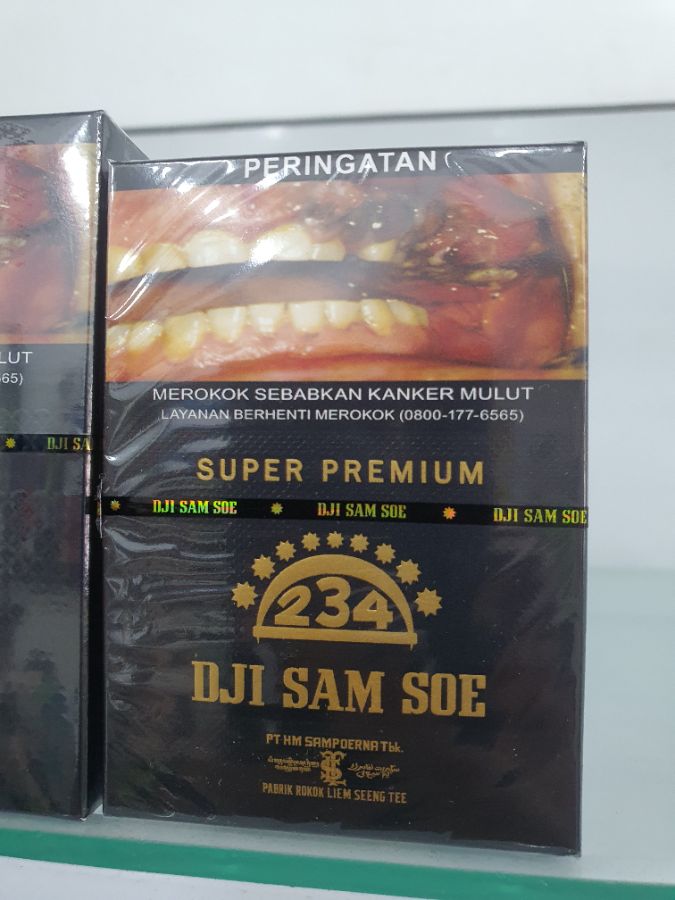 PERINGATAN
MEROKOK SEBABKAN KANKER MULUT
LAYANAN BERHENTI MEROKOK (0800-177-6565)
SUPER PREMIUM
DJI SAM SOE DJI SAM SOE DJI SAM SOE
234
DJI SAM SOE
PT HM SAMPOERNA Tbk.
PABRIK ROKOK LIEM SEENG TEE
LUT
565)
DJI SA